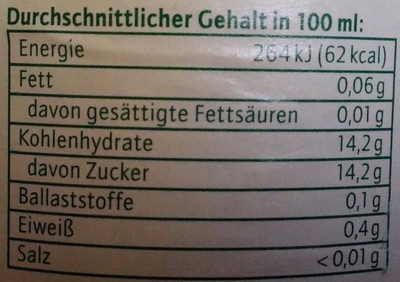 Durchschnittlicher Gehalt in 100 ml:
Energie 264 kJ (62 kcal)
Fett 0,06 g
davon gesättigte Fettsäuren 0,01 g
Kohlenhydrate 14,2 g
davon Zucker 14,2 g
Ballaststoffe 0,1 g
Eiweiß 0,4 g
Salz < 0,01 g